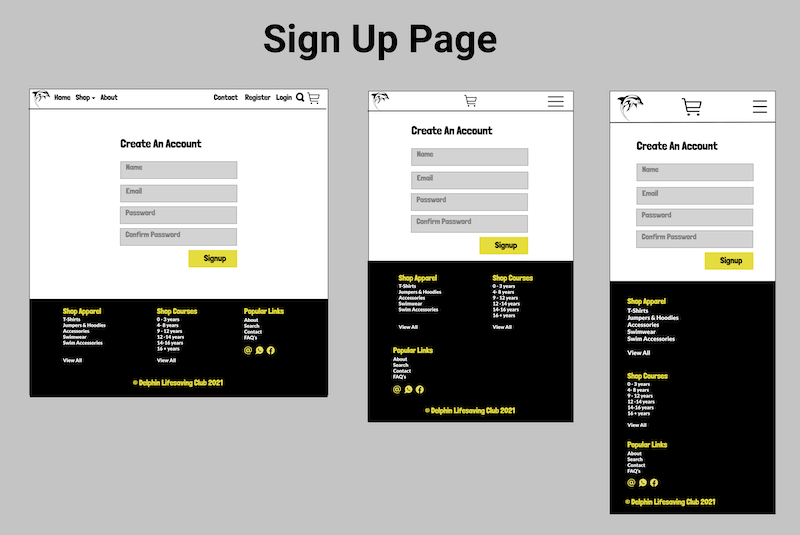 Sign Up Page
Home Shop About Contact Register Login
Create An Account
Name
Email
Password
Confirm Password
Signup
Shop Apparel
T-Shirts
Jumpers & Hoodies
Accessories
Swimwear
Swim Accessories
View All
Shop Courses
0 - 3 years
4- 8 years
9 - 12 years
12 -14 years
14-16 years
16 + years
View All
Popular Links
About
Search
Contact
FAQ's
© Dolphin Lifesaving Club 2021
Create An Account
Name
Email
Password
Confirm Password
Signup
Shop Apparel
T-Shirts
Jumpers & Hoodies
Accessories
Swimwear
Swim Accessories
View All
Shop Courses
0 - 3 years
4- 8 years
9 - 12 years
12 -14 years
14-16 years
16 + years
View All
Popular Links
About
Search
Contact
FAQ's
© Dolphin Lifesaving Club 2021
Create An Account
Name
Email
Password
Confirm Password
Signup
Shop Apparel
T-Shirts
Jumpers & Hoodies
Accessories
Swimwear
Swim Accessories
View All
Shop Courses
0 - 3 years
4- 8 years
9 - 12 years
12 -14 years
14-16 years
16 + years
View All
Popular Links
About
Search
Contact
FAQ's
© Dolphin Lifesaving Club 2021